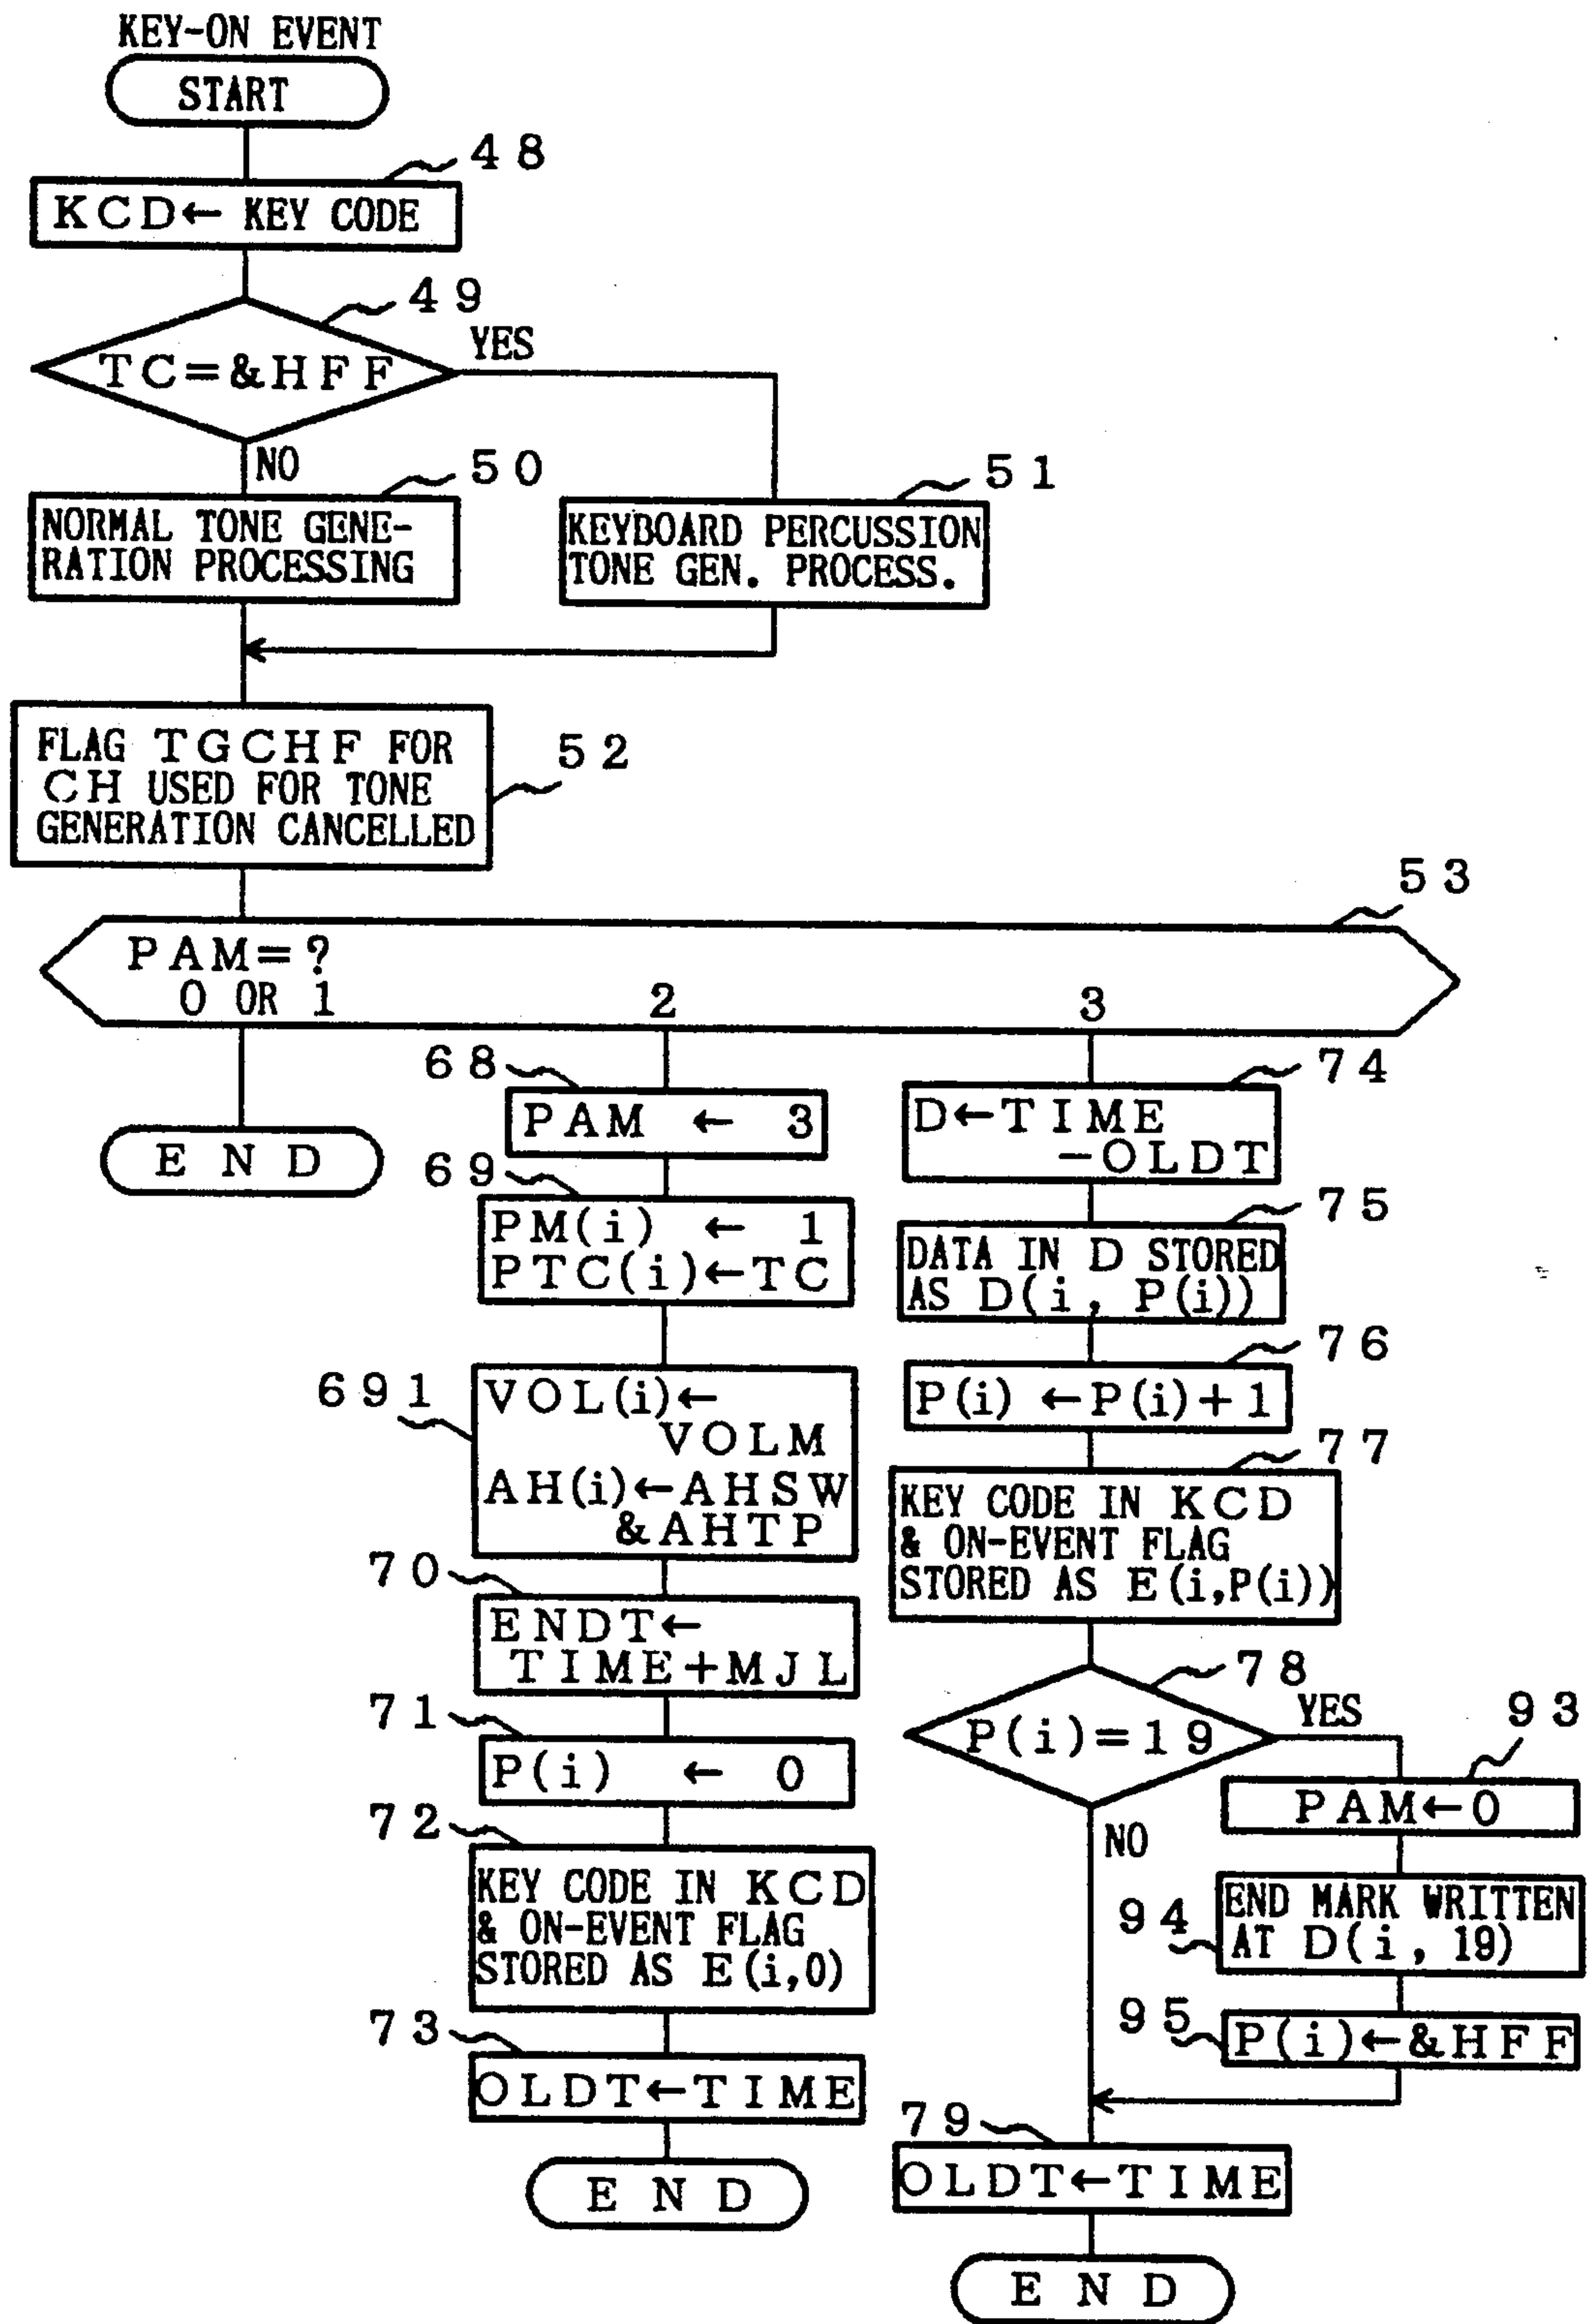 KEY-ON EVENT
START
48
KCD← KEY CODE
49
TC=&HFF
YES
NO
50
NORMAL TONE GENE-
RATION PROCESSING
51
KEYBOARD PERCUSSION
TONE GEN. PROCESS.
52
FLAG TGCHF FOR
CH USED FOR TONE
GENERATION CANCELLED
53
PAM=?
0 OR 1
2
3
END
68
PAM ← 3
69
PM(i) ← 1
PTC(i)←TC
691
VOL(i)←
VOLM
AH(i)←AHSW
&AHTP
70
ENDT←
TIME+MJL
71
P(i) ← 0
72
KEY CODE IN KCD
& ON-EVENT FLAG
STORED AS E(i,0)
73
OLDT←TIME
END
74
D←TIME
-OLDT
75
DATA IN D STORED
AS D(i, P(i))
76
P(i) ←P(i)+1
77
KEY CODE IN KCD
& ON-EVENT FLAG
STORED AS E(i,P(i))
78
P(i)=19
YES
NO
93
PAM←0
94
END MARK WRITTEN
AT D(i, 19)
95
P(i)←&HFF
79
OLDT←TIME
END